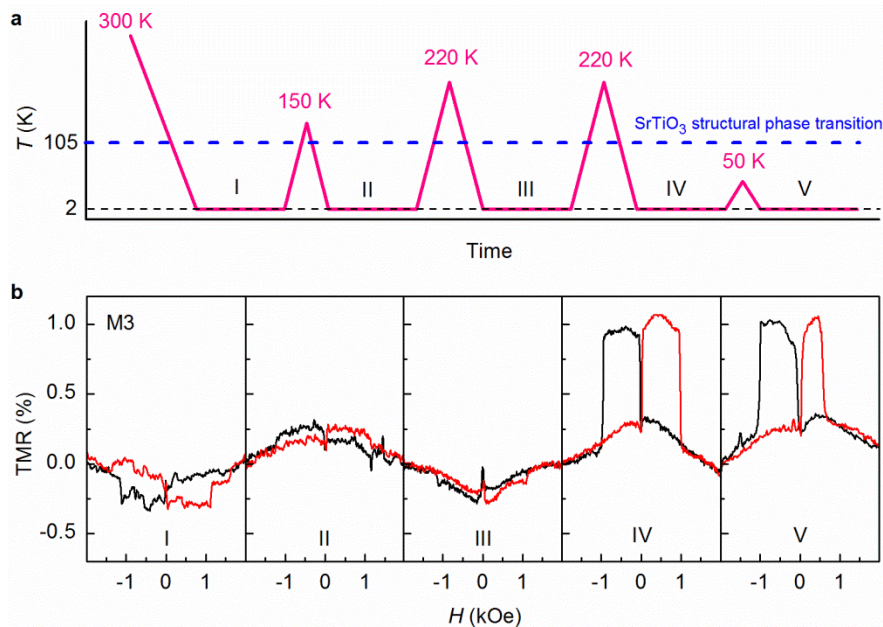 a
300 K
220 K
220 K
150 K
SrTiO3 structural phase transition
T (K)
105
50 K
I
II
III
IV
V
2
Time
b
M3
1.0
0.5
TMR (%)
0.0
-0.5
I
II
III
IV
V
-1 0 1 -1 0 1 -1 0 1 -1 0 1 -1 0 1
H (kOe)